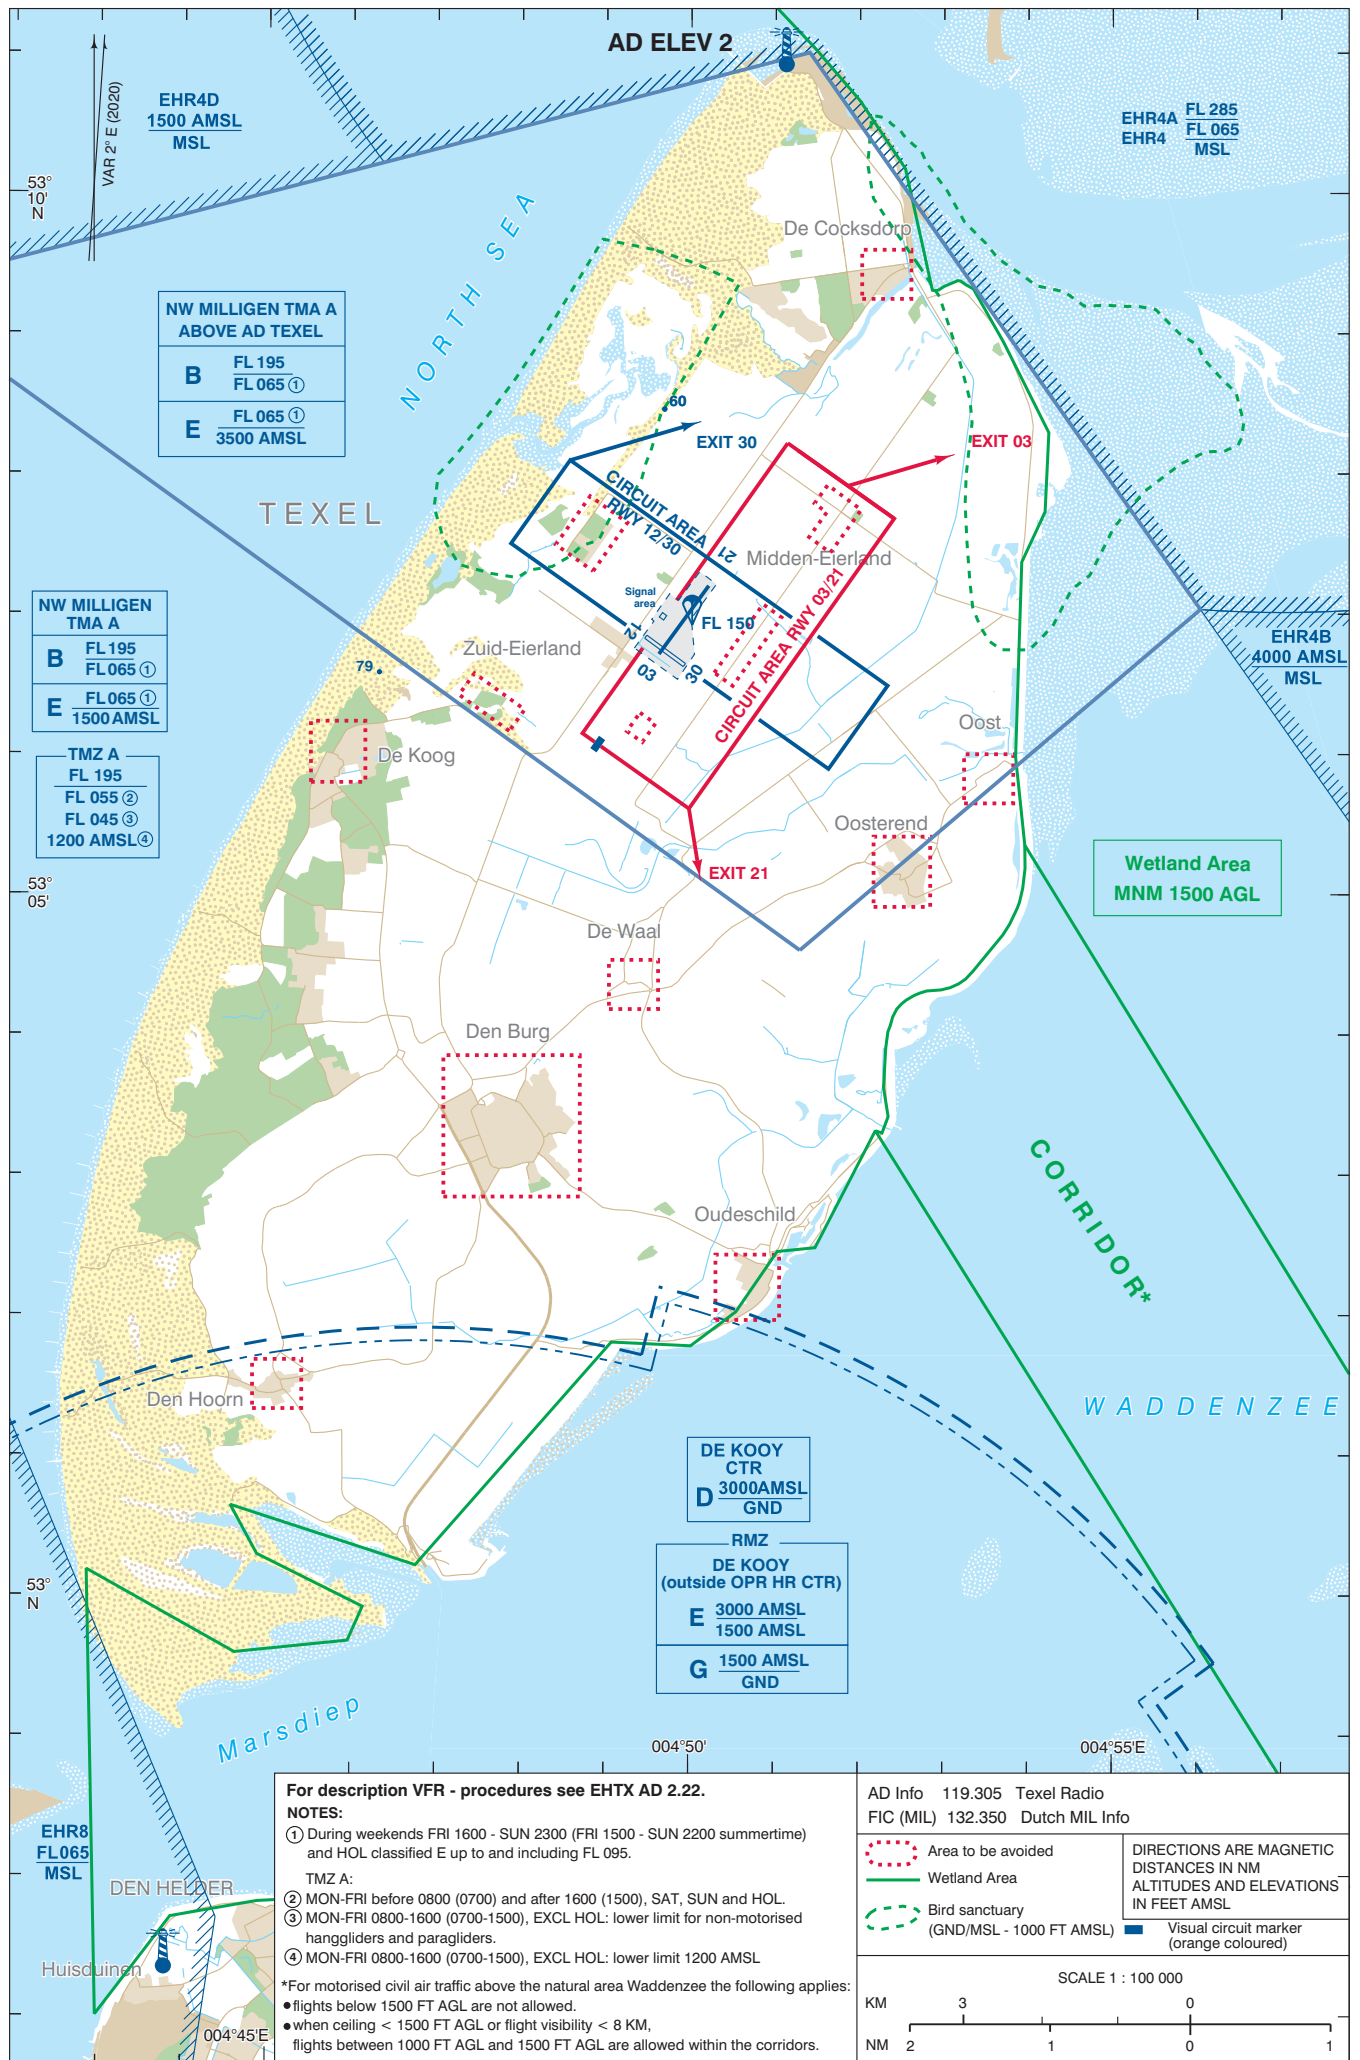 AD ELEV 2
VAR 2° E (2020)
EHR4D
1500 AMSL
MSL
EHR4A FL 285
EHR4 FL 065
MSL
53°
10'
N
NORTH SEA
De Cocksdorp
NW MILLIGEN TMA A
ABOVE AD TEXEL
B FL 195
FL 065 ①
E FL 065 ①
3500 AMSL
60
EXIT 30
EXIT 03
TEXEL
CIRCUIT AREA
RWY 12/30
21
Midden-Eierland
Signal
area
FL 150
12
03
30
CIRCUIT AREA RWY 03/21
Zuid-Eierland
79
NW MILLIGEN
TMA A
B FL 195
FL 065 ①
E FL 065 ①
1500 AMSL
EHR4B
4000 AMSL
MSL
Oost
De Koog
TMZ A
FL 195
FL 055 ②
FL 045 ③
1200 AMSL ④
Oosterend
EXIT 21
Wetland Area
MNM 1500 AGL
53°
05'
De Waal
Den Burg
CORRIDOR*
Oudeschild
Den Hoorn
WADDENZEE
DE KOOY
CTR
D 3000AMSL
GND
RMZ
DE KOOY
(outside OPR HR CTR)
E 3000 AMSL
1500 AMSL
G 1500 AMSL
GND
53°
N
Marsdiep
004°50'
004°55'E
EHR8
FL065
MSL
DEN HELDER
Huisduinen
004°45'E
For description VFR - procedures see EHTX AD 2.22.
NOTES:
① During weekends FRI 1600 - SUN 2300 (FRI 1500 - SUN 2200 summertime)
and HOL classified E up to and including FL 095.
TMZ A:
② MON-FRI before 0800 (0700) and after 1600 (1500), SAT, SUN and HOL.
③ MON-FRI 0800-1600 (0700-1500), EXCL HOL: lower limit for non-motorised
hanggliders and paragliders.
④ MON-FRI 0800-1600 (0700-1500), EXCL HOL: lower limit 1200 AMSL
*For motorised civil air traffic above the natural area Waddenzee the following applies:
● flights below 1500 FT AGL are not allowed.
● when ceiling < 1500 FT AGL or flight visibility < 8 KM,
flights between 1000 FT AGL and 1500 FT AGL are allowed within the corridors.
AD Info 119.305 Texel Radio
FIC (MIL) 132.350 Dutch MIL Info
Area to be avoided
Wetland Area
Bird sanctuary
(GND/MSL - 1000 FT AMSL)
DIRECTIONS ARE MAGNETIC
DISTANCES IN NM
ALTITUDES AND ELEVATIONS
IN FEET AMSL
Visual circuit marker
(orange coloured)
SCALE 1 : 100 000
KM 3 0
NM 2 1 0 1